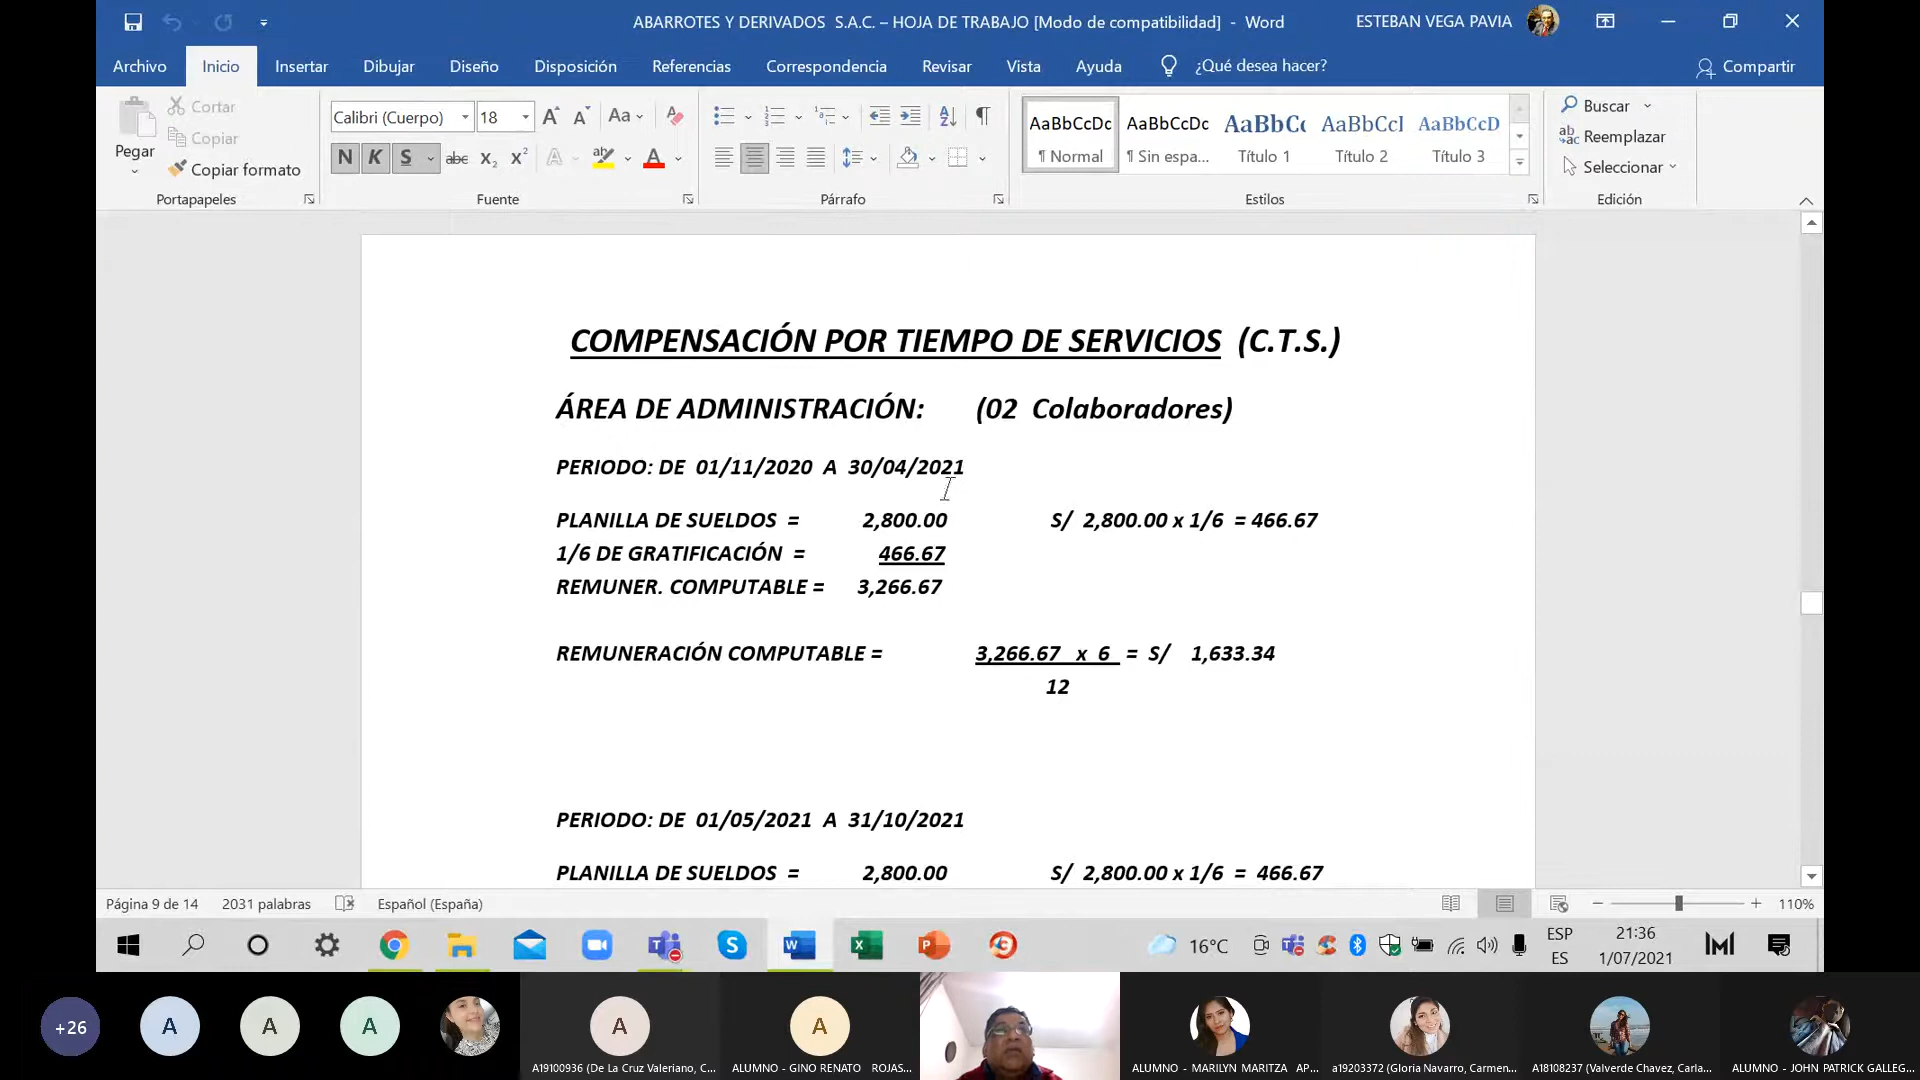 ABARROTES Y DERIVADOS S.A.C. – HOJA DE TRABAJO [Modo de compatibilidad] - Word
ESTEBAN VEGA PAVIA
Archivo
Inicio
Insertar
Dibujar
Diseño
Disposición
Referencias
Correspondencia
Revisar
Vista
Ayuda
¿Qué desea hacer?
Compartir
Pegar
Cortar
Copiar
Copiar formato
Portapapeles
Calibri (Cuerpo)
18
Aa
N K S abc x₂ x²
Fuente
Párrafo
AaBbCcDc
¶ Normal
AaBbCcDc
¶ Sin espa...
AaBbCc
Título 1
AaBbCcI
Título 2
AaBbCcD
Título 3
Estilos
Buscar
Reemplazar
Seleccionar
Edición
COMPENSACIÓN POR TIEMPO DE SERVICIOS (C.T.S.)
ÁREA DE ADMINISTRACIÓN: (02 Colaboradores)
PERIODO: DE 01/11/2020 A 30/04/2021
PLANILLA DE SUELDOS = 2,800.00 S/ 2,800.00 x 1/6 = 466.67
1/6 DE GRATIFICACIÓN = 466.67
REMUNER. COMPUTABLE = 3,266.67
REMUNERACIÓN COMPUTABLE = 3,266.67 x 6 = S/ 1,633.34
12
PERIODO: DE 01/05/2021 A 31/10/2021
PLANILLA DE SUELDOS = 2,800.00 S/ 2,800.00 x 1/6 = 466.67
Página 9 de 14
2031 palabras
Español (España)
110%
16°C
ESP
ES
21:36
1/07/2021
+26
A
A
A
A
A
A19100936 (De La Cruz Valeriano, C...
ALUMNO - GINO RENATO ROJAS...
ALUMNO - MARILYN MARITZA AP...
a19203372 (Gloria Navarro, Carmen...
A18108237 (Valverde Chavez, Carla...
ALUMNO - JOHN PATRICK GALLEG...